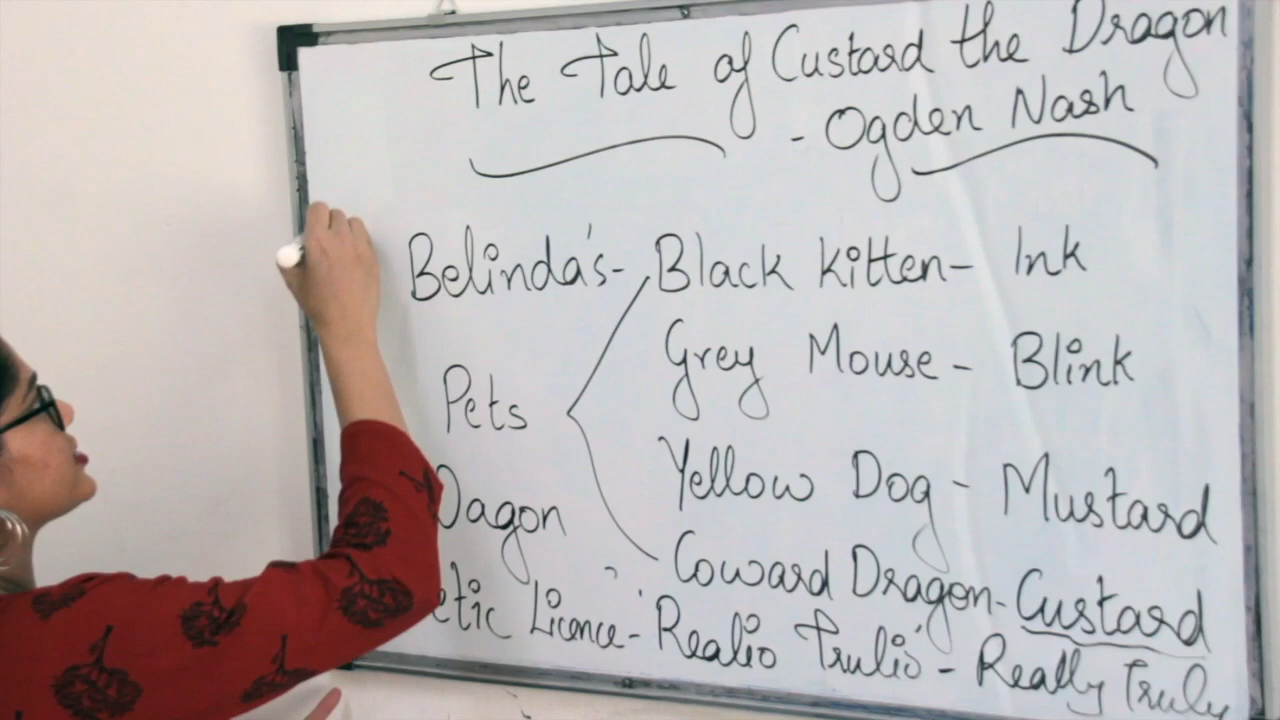 The Tale of Custard the Dragon
- Ogden Nash
Belinda's - Black Kitten - Ink
Grey Mouse - Blink
Pets
Yellow Dog - Mustard
Dagon
Coward Dragon - Custard
etic Licence - 'Realio Trulio' - Really Truly